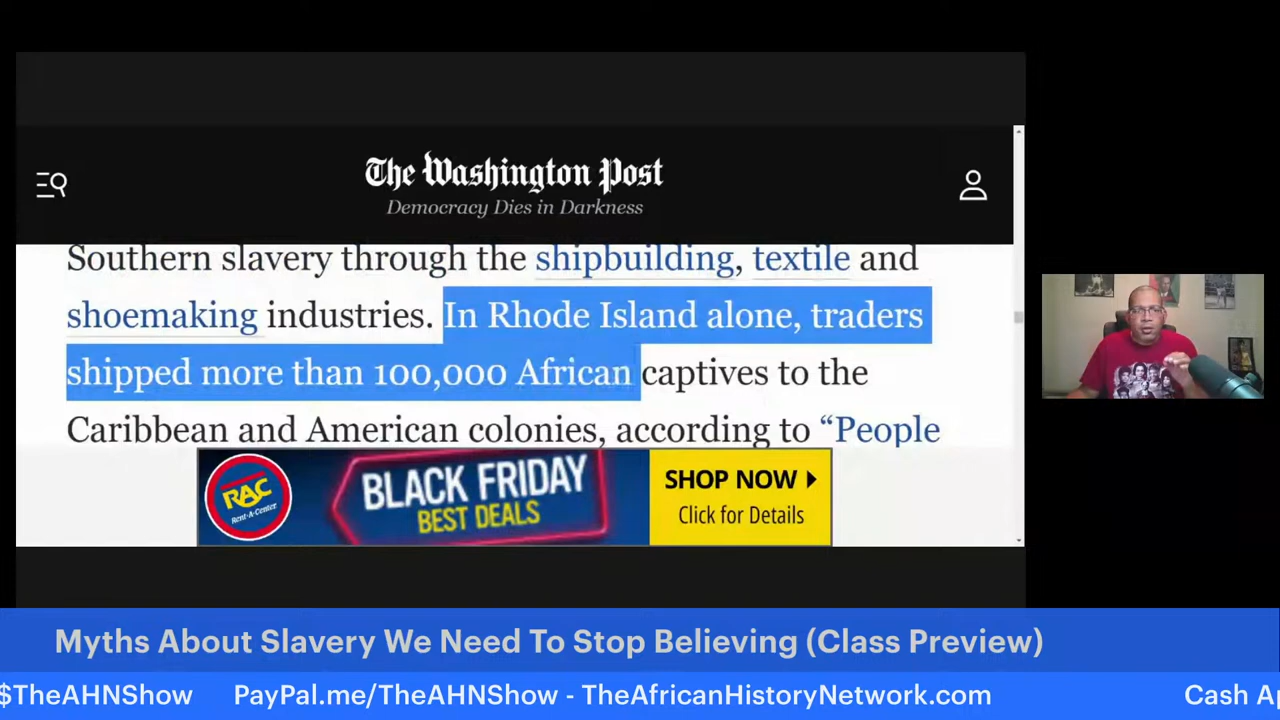 The Washington Post
Democracy Dies in Darkness
Southern slavery through the shipbuilding, textile and
shoemaking industries. In Rhode Island alone, traders
shipped more than 100,000 African captives to the
Caribbean and American colonies, according to “People
RAC
Rent-A-Center
BLACK FRIDAY
BEST DEALS
SHOP NOW
Click for Details
Myths About Slavery We Need To Stop Believing (Class Preview)
$TheAHNShow PayPal.me/TheAHNShow - TheAfricanHistoryNetwork.com Cash Ap